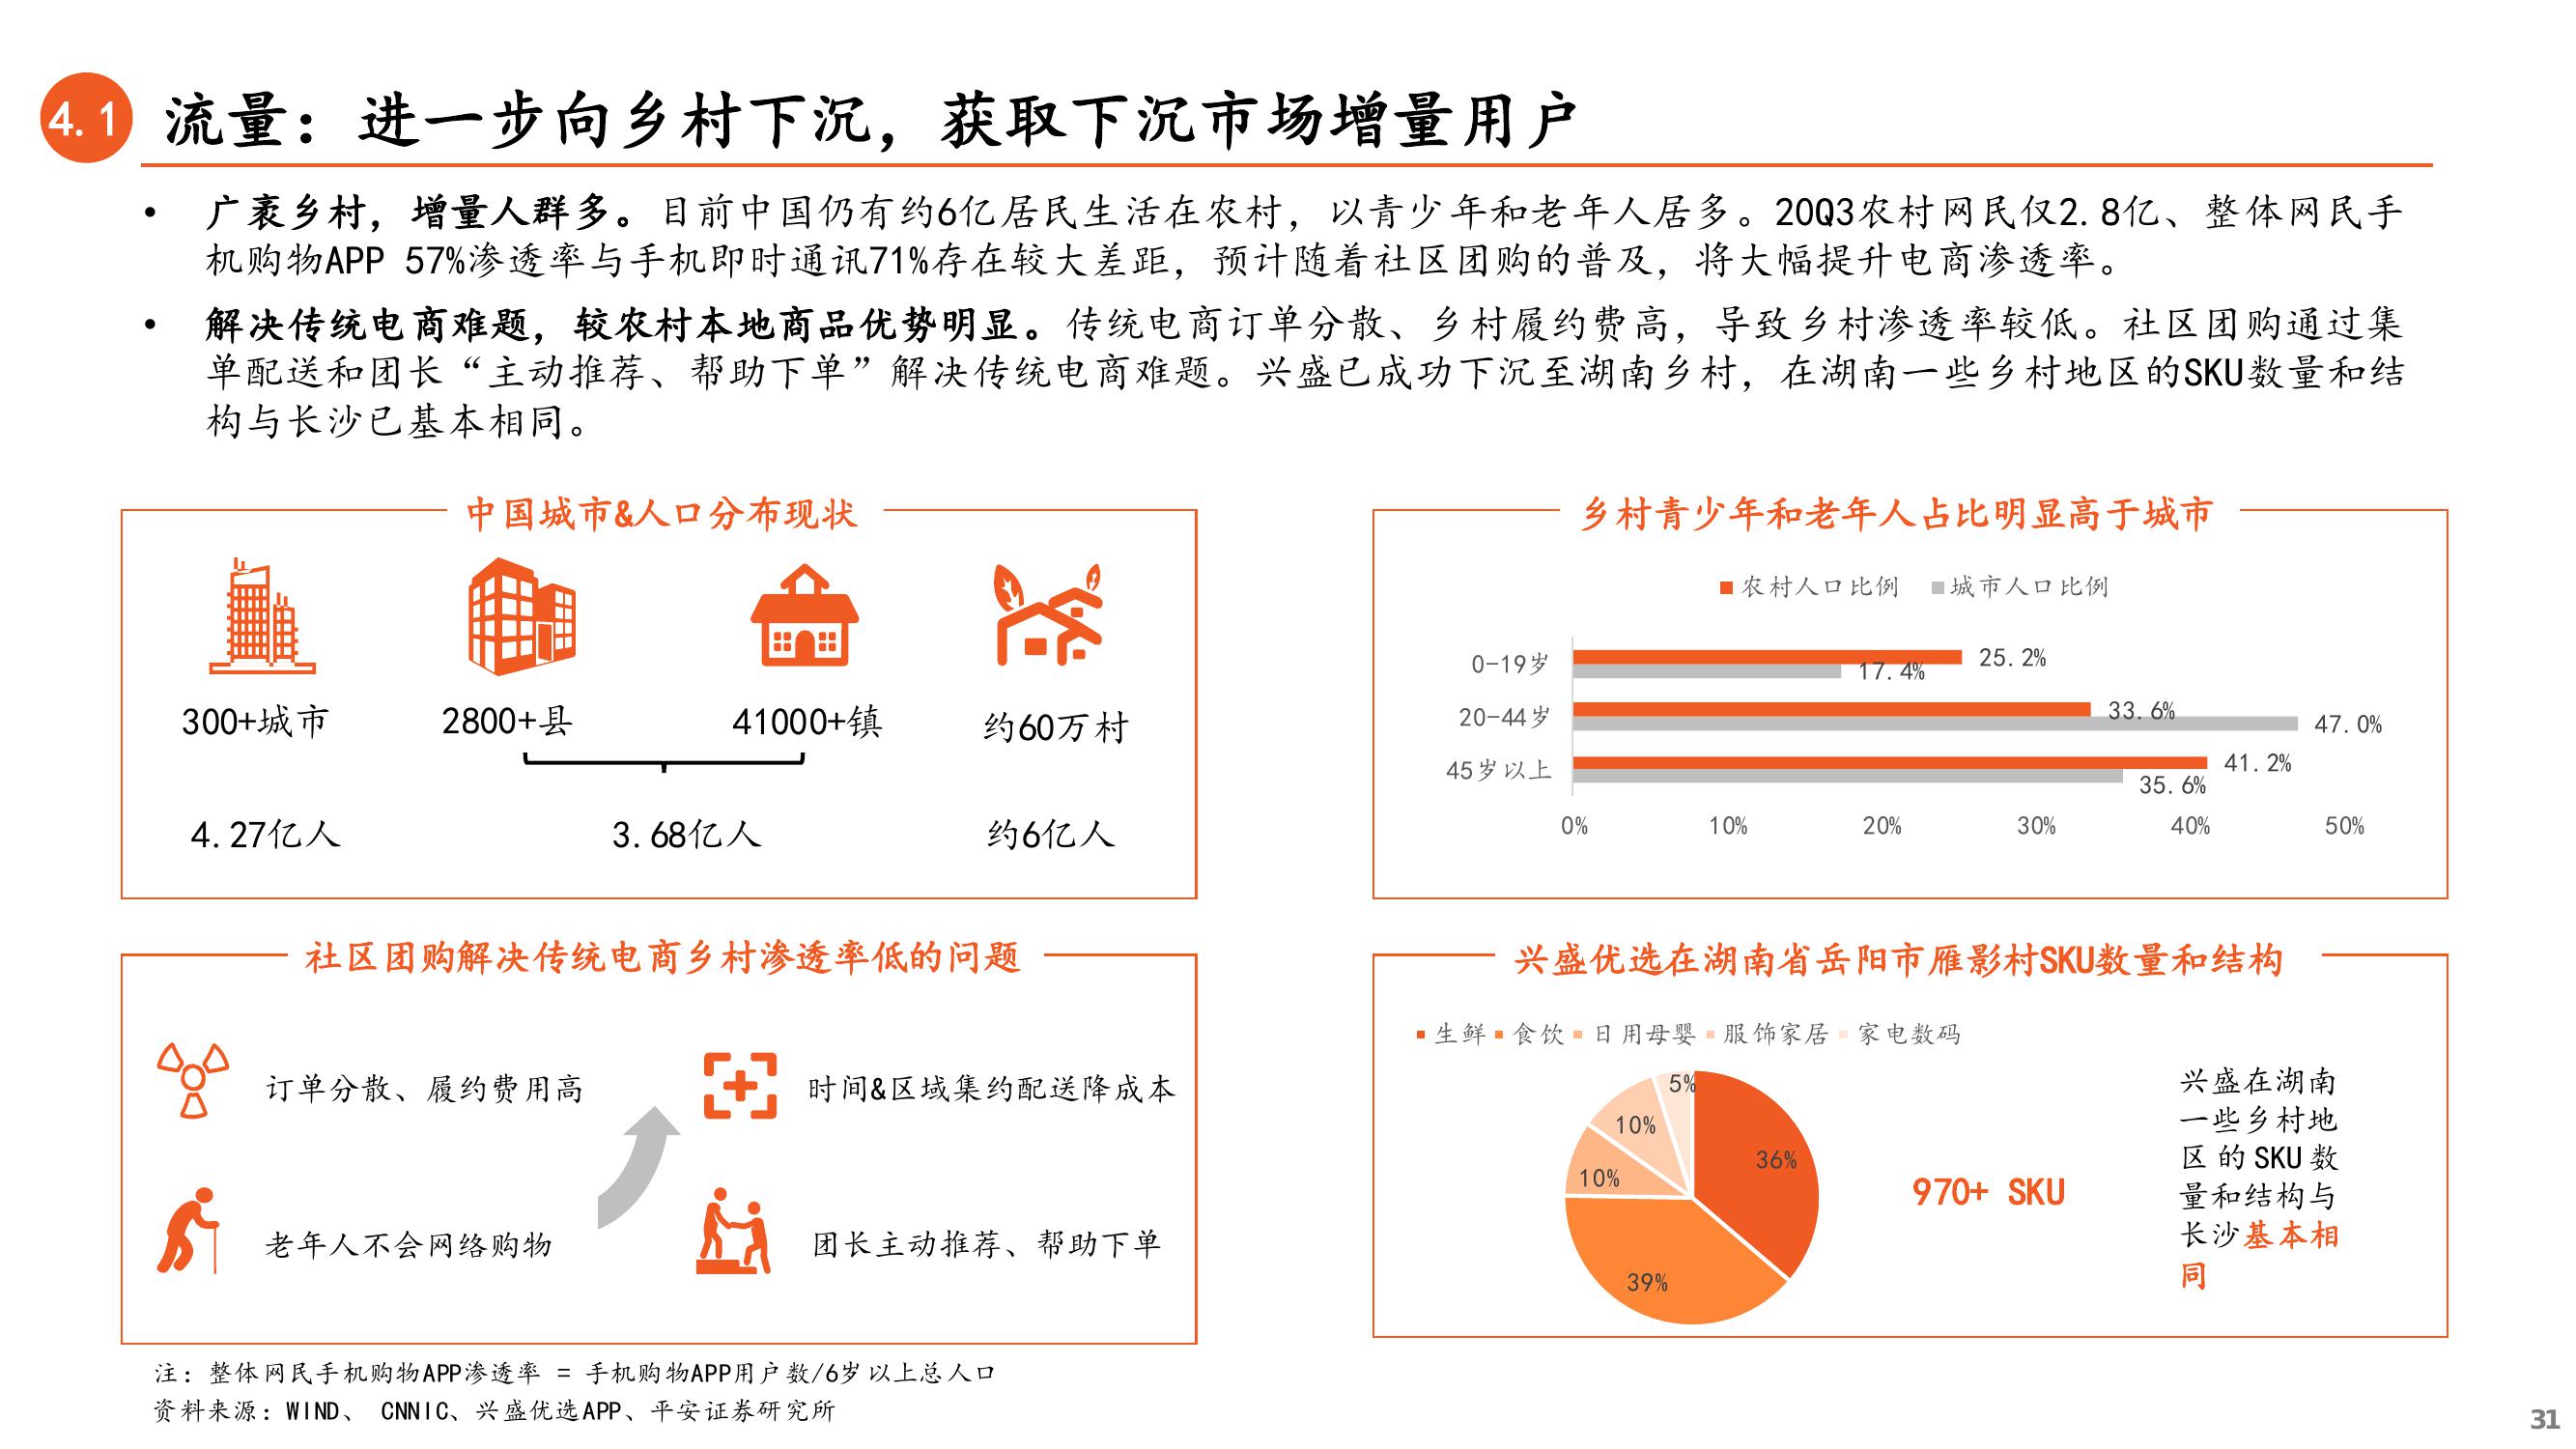 4.1 流量：进一步向乡村下沉，获取下沉市场增量用户
• 广袤乡村，增量人群多。目前中国仍有约6亿居民生活在农村，以青少年和老年人居多。20Q3农村网民仅2.8亿、整体网民手
机购物APP 57%渗透率与手机即时通讯71%存在较大差距，预计随着社区团购的普及，将大幅提升电商渗透率。
• 解决传统电商难题，较农村本地商品优势明显。传统电商订单分散、乡村履约费高，导致乡村渗透率较低。社区团购通过集
单配送和团长“主动推荐、帮助下单”解决传统电商难题。兴盛已成功下沉至湖南乡村，在湖南一些乡村地区的SKU数量和结
构与长沙已基本相同。
中国城市&人口分布现状
300+城市 2800+县 41000+镇 约60万村
4.27亿人 3.68亿人 约6亿人
乡村青少年和老年人占比明显高于城市
农村人口比例 城市人口比例
0-19岁 25.2% 17.4%
20-44岁 33.6% 47.0%
45岁以上 41.2% 35.6%
0% 10% 20% 30% 40% 50%
社区团购解决传统电商乡村渗透率低的问题
订单分散、履约费用高 时间&区域集约配送降成本
老年人不会网络购物 团长主动推荐、帮助下单
兴盛优选在湖南省岳阳市雁影村SKU数量和结构
生鲜 食饮 日用母婴 服饰家居 家电数码
5%
10%
36%
10%
39%
970+ SKU
兴盛在湖南
一些乡村地
区的SKU数
量和结构与
长沙基本相
同
注：整体网民手机购物APP渗透率 = 手机购物APP用户数/6岁以上总人口
资料来源：WIND、 CNNIC、兴盛优选APP、平安证券研究所
31